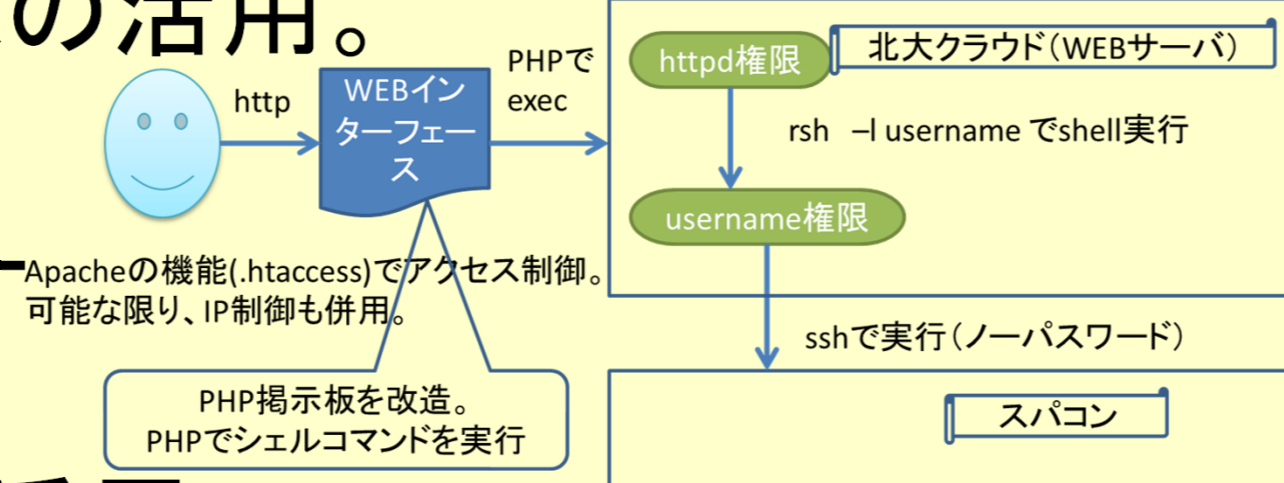 の活用。
http
WEBイン
ターフェー
ス
PHPで
exec
httpd権限
北大クラウド（WEBサーバ）
rsh –l username でshell実行
username権限
Apacheの機能(.htaccess)でアクセス制御。
可能な限り、IP制御も併用。
sshで実行（ノーパスワード）
PHP掲示板を改造。
PHPでシェルコマンドを実行
スパコン